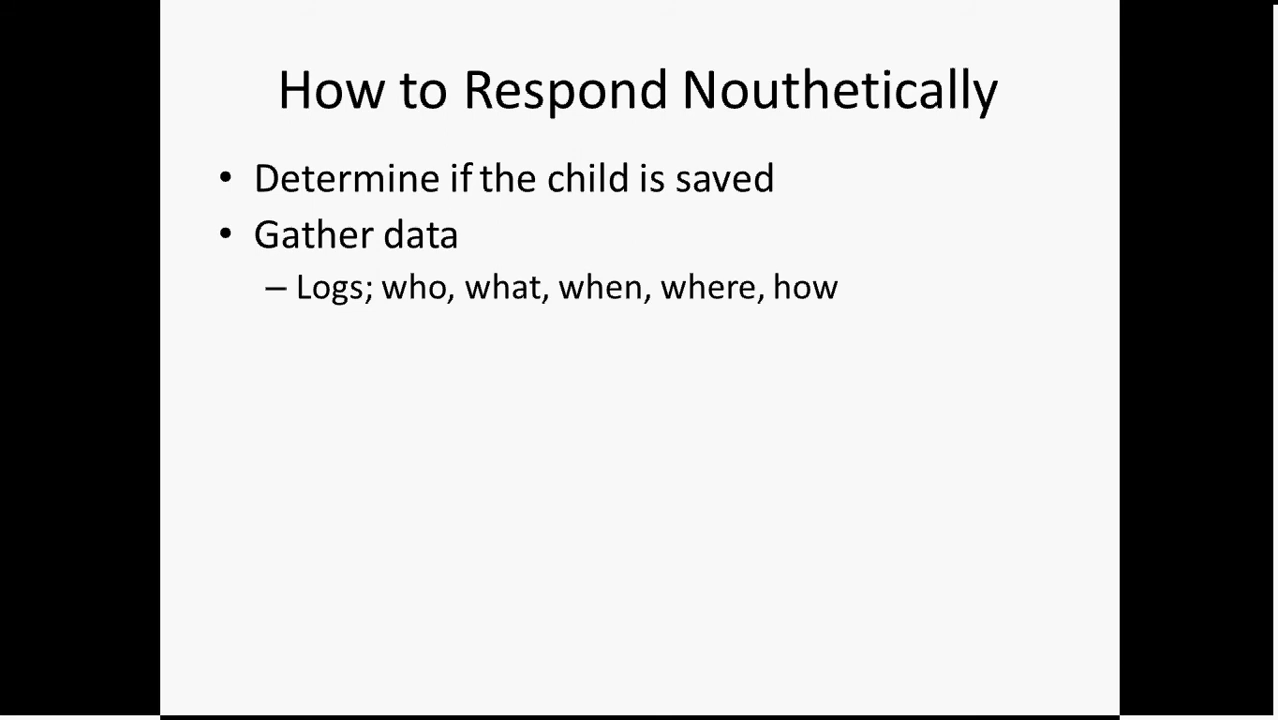 How to Respond Nouthetically
• Determine if the child is saved
• Gather data
– Logs; who, what, when, where, how